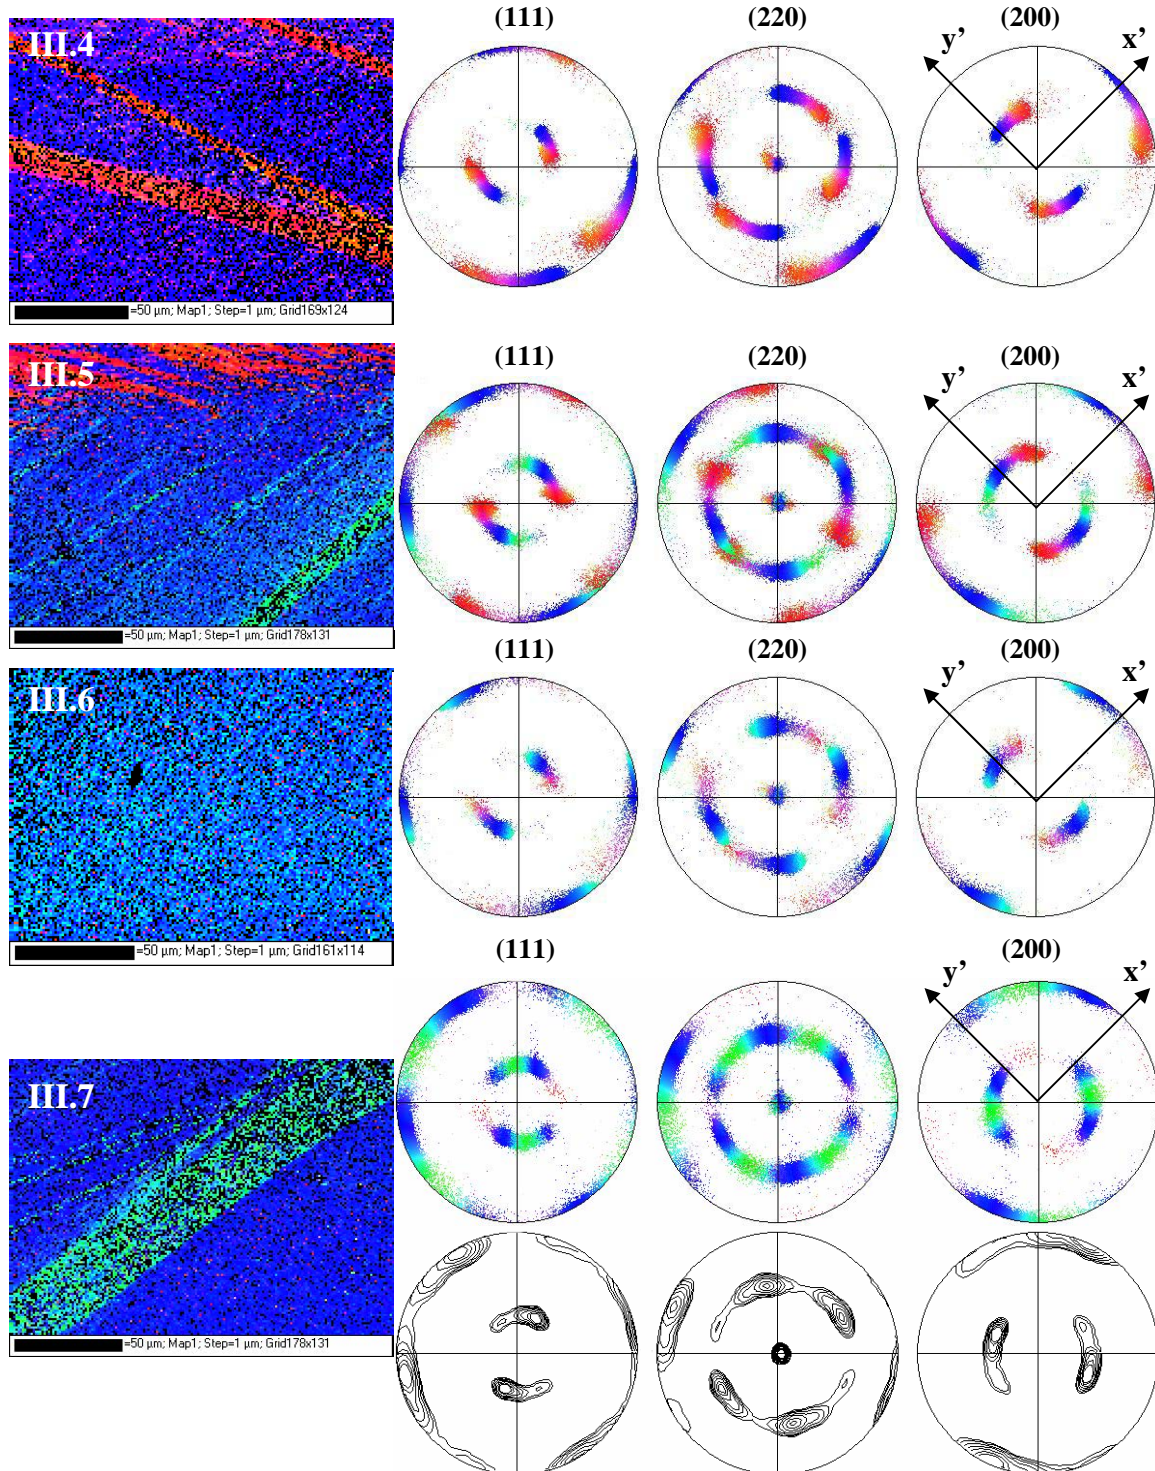 (111) (220) (200)
III.4
y’ x’
=50 µm; Map1; Step=1 µm; Grid169x124
(111) (220) (200)
III.5
y’ x’
=50 µm; Map1; Step=1 µm; Grid178x131
(111) (220) (200)
III.6
y’ x’
=50 µm; Map1; Step=1 µm; Grid161x114
(111) (200)
y’ x’
III.7
=50 µm; Map1; Step=1 µm; Grid178x131